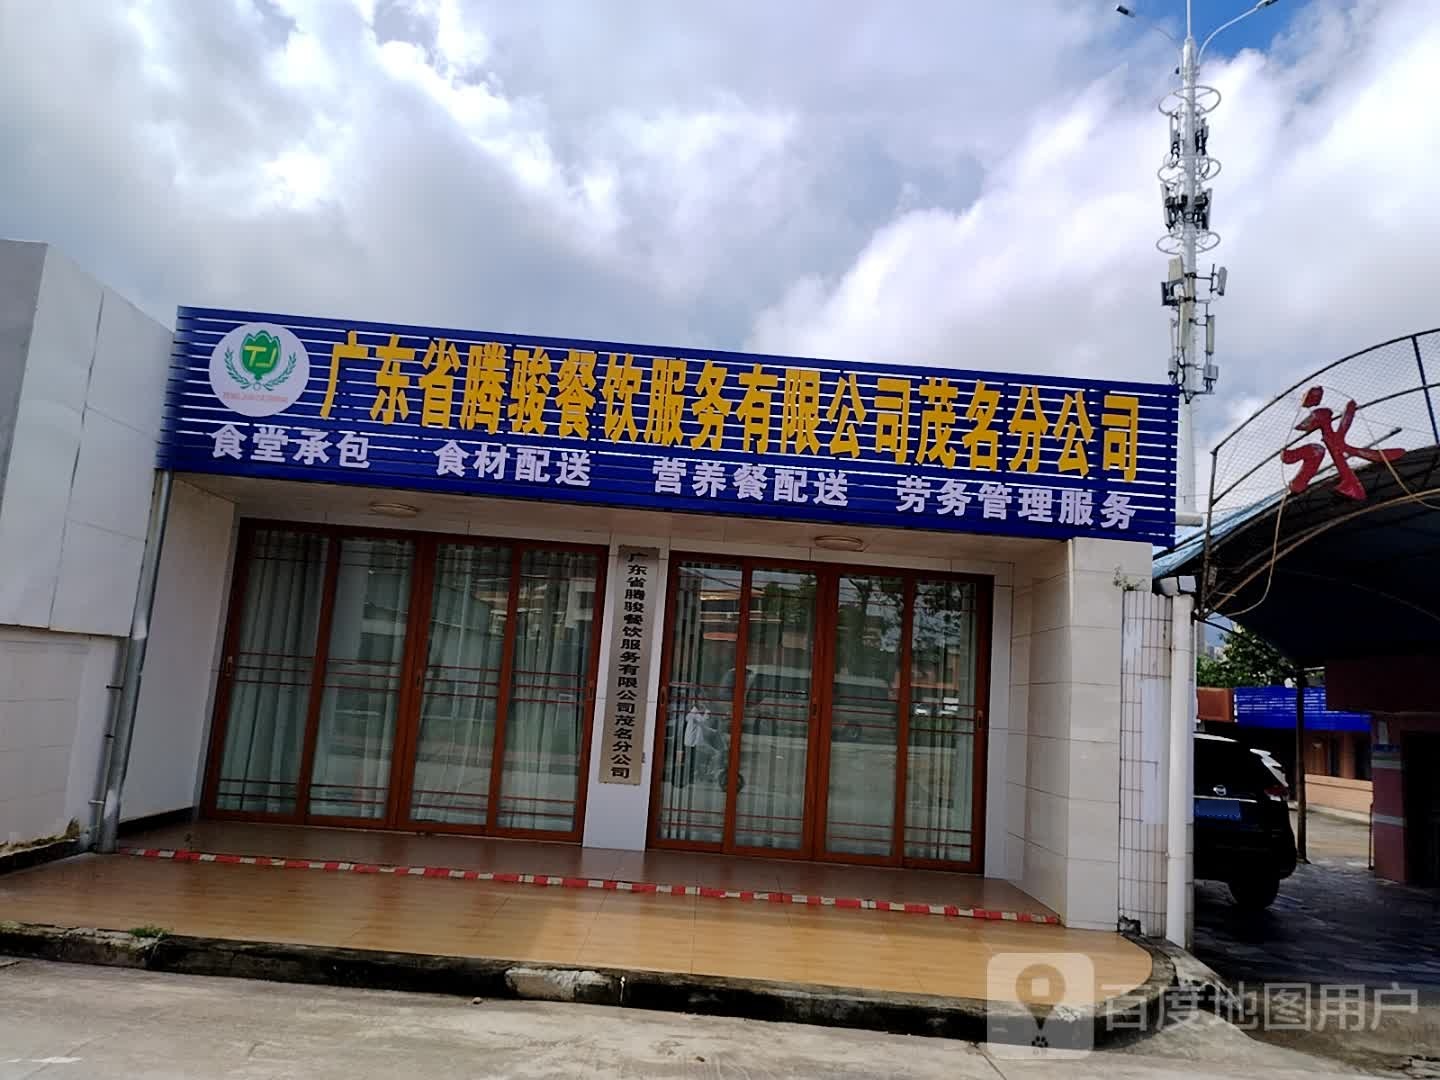 TJ
广东省腾骏餐饮服务有限公司茂名分公司
食堂承包 食材配送 营养餐配送 劳务管理服务
广东省腾骏餐饮服务有限公司茂名分公司
永
百度地图用户